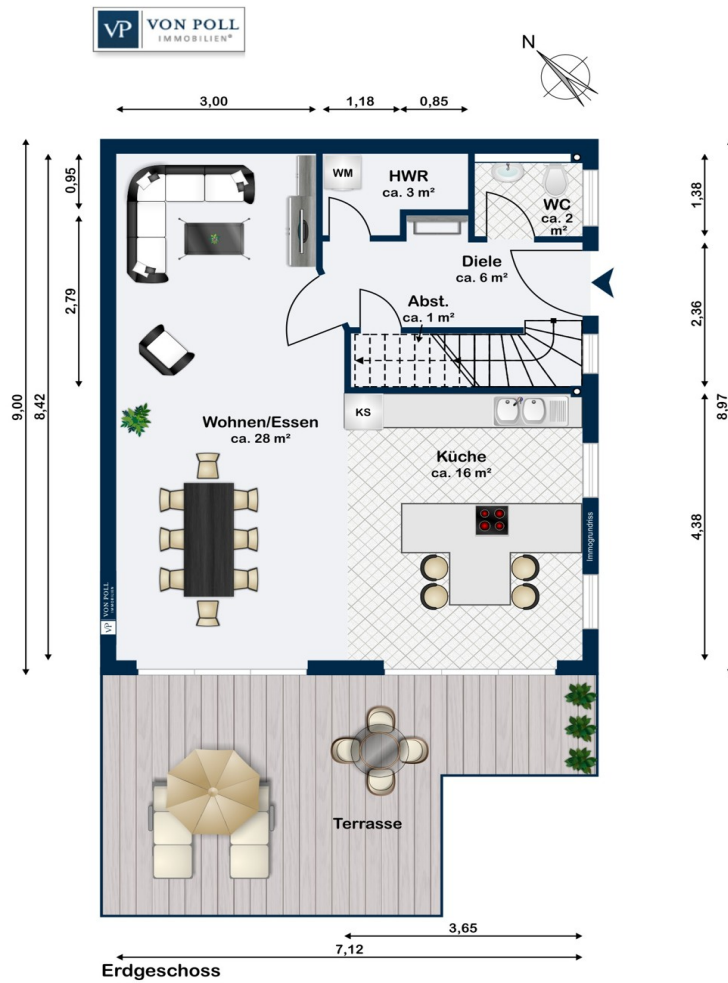 VP VON POLL
IMMOBILIEN®
N
3,00
1,18
0,85
9,00
8,42
0,95
2,79
WM
HWR
ca. 3 m²
WC
ca. 2
m²
1,38
Diele
ca. 6 m²
2,36
Abst.
ca. 1 m²
8,97
Wohnen/Essen
ca. 28 m²
KS
Küche
ca. 16 m²
4,38
Immogrundriss
VP VON POLL
IMMOBILIEN
Terrasse
3,65
7,12
Erdgeschoss